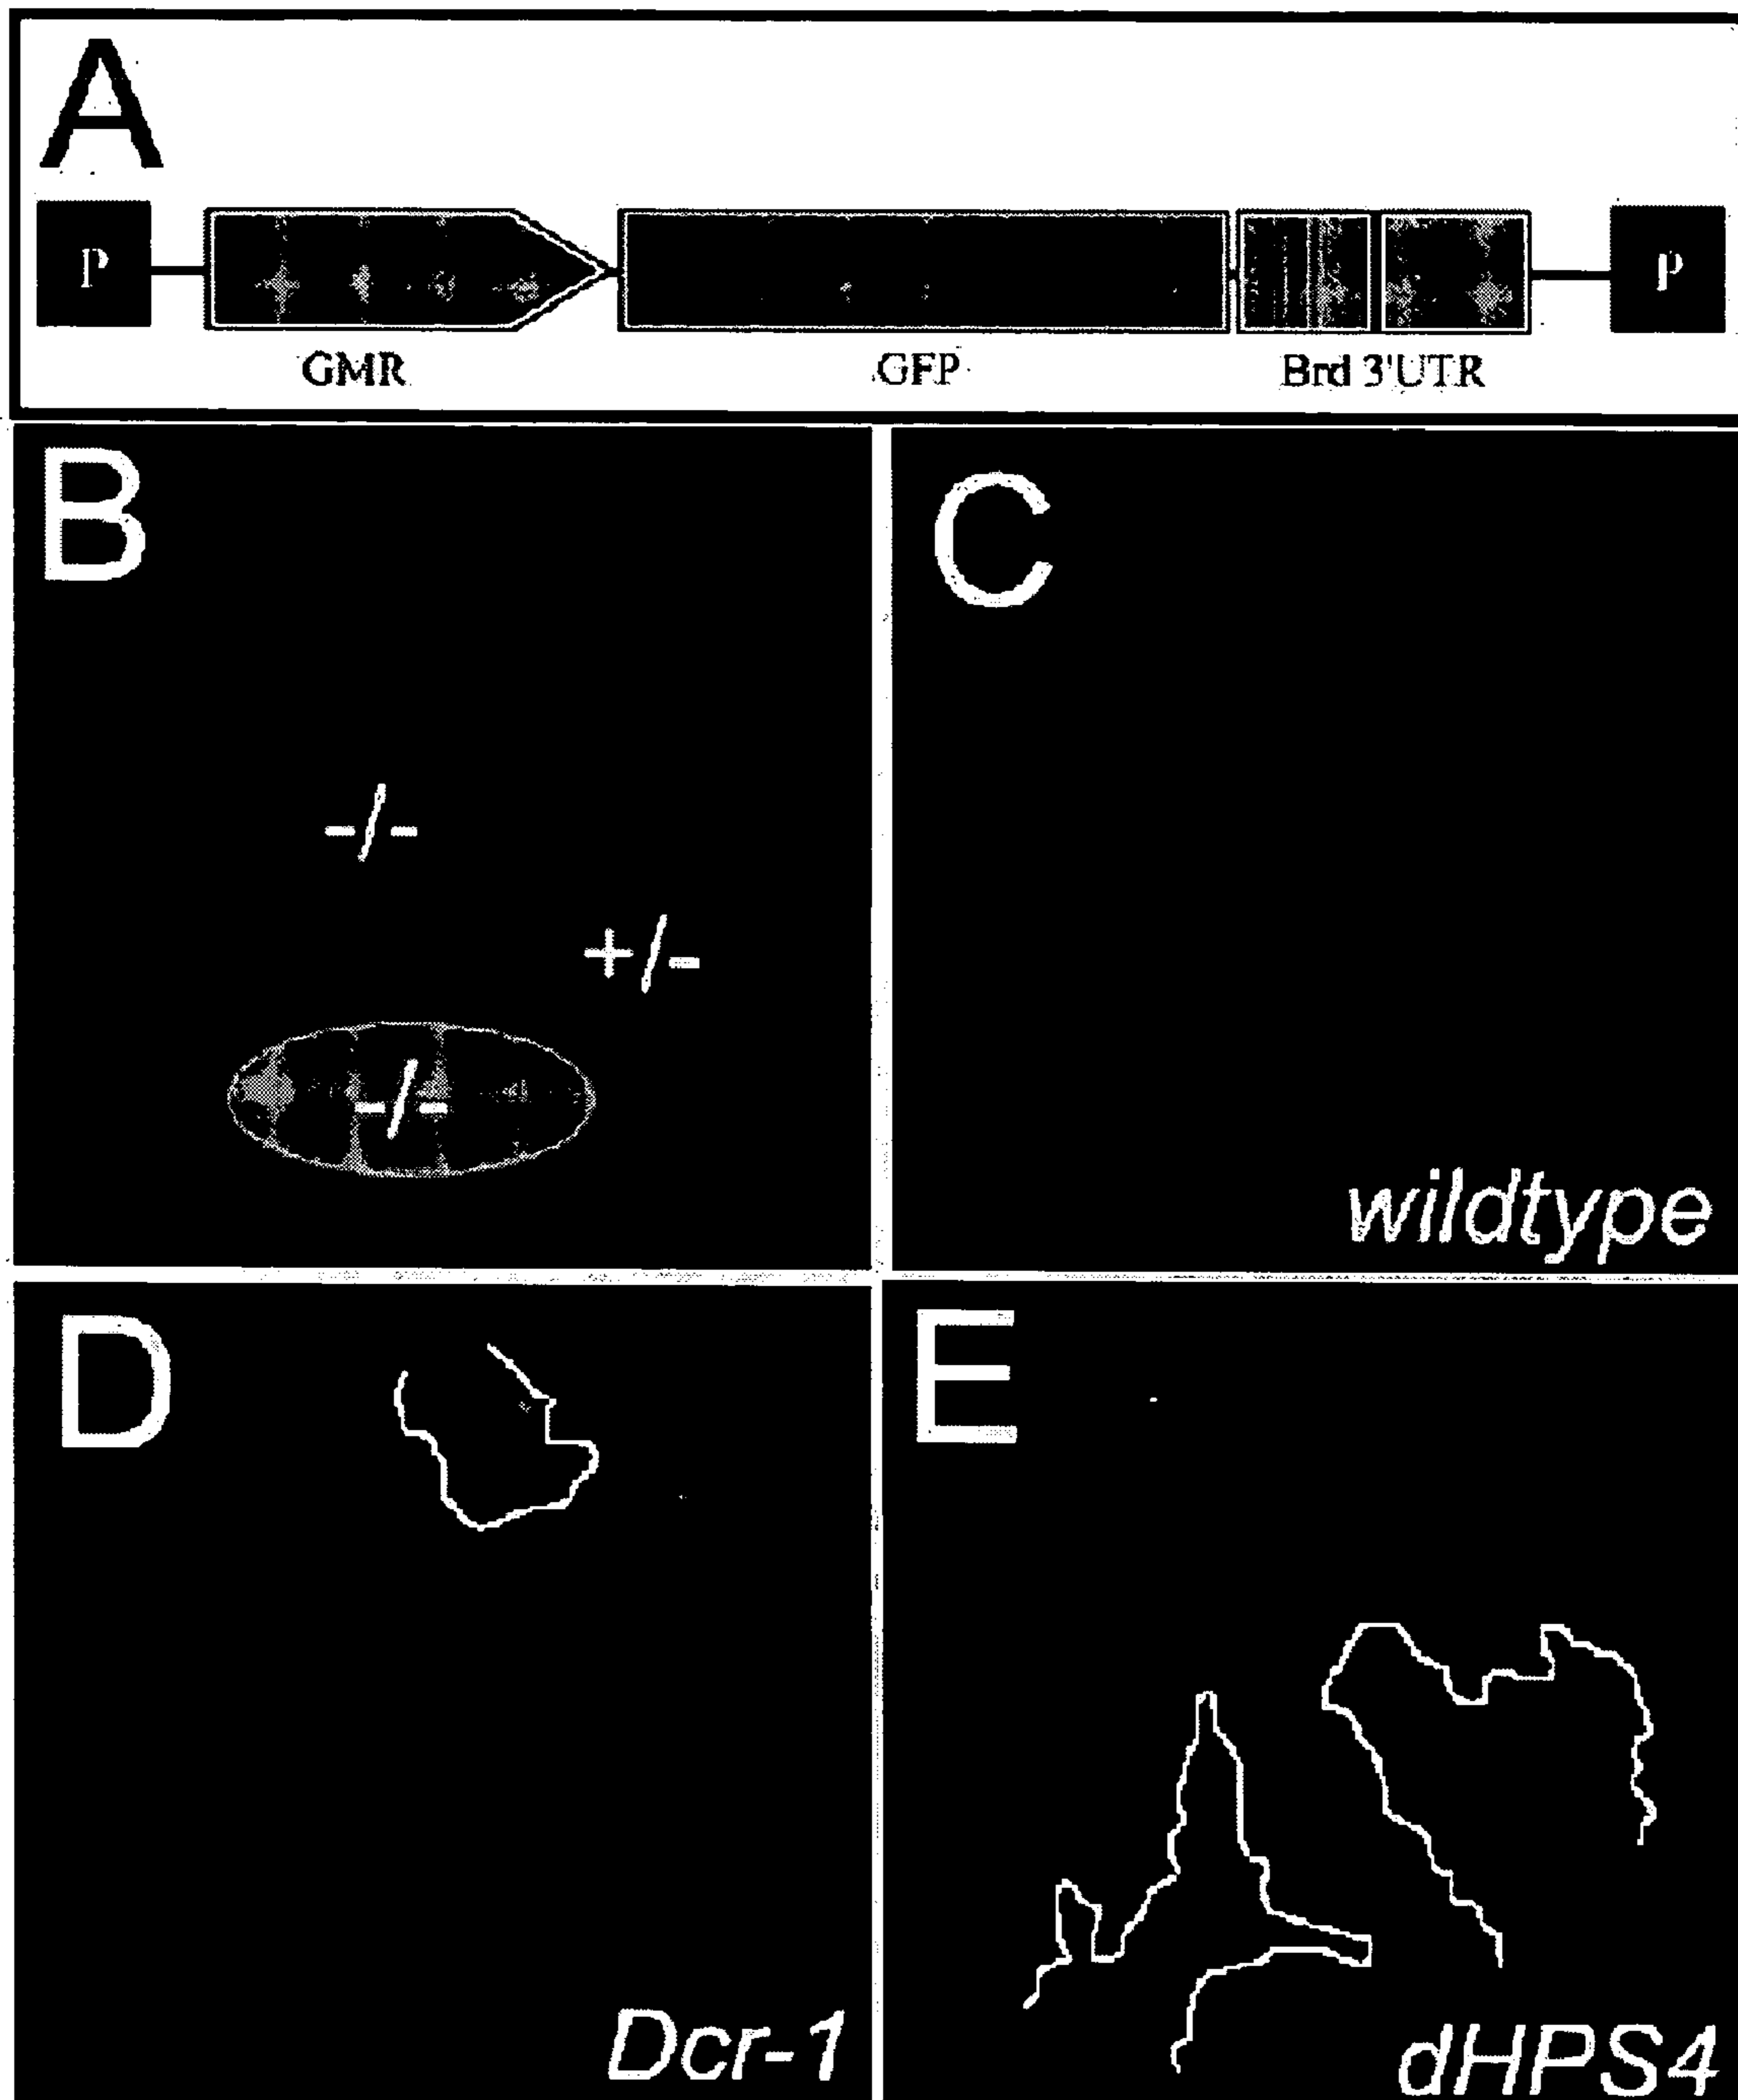 A
P
P
GMR
GFP
Brd 3'UTR
B
-/-
+/-
-/-
C
wildtype
D
Dcr-1
E
dHPS4